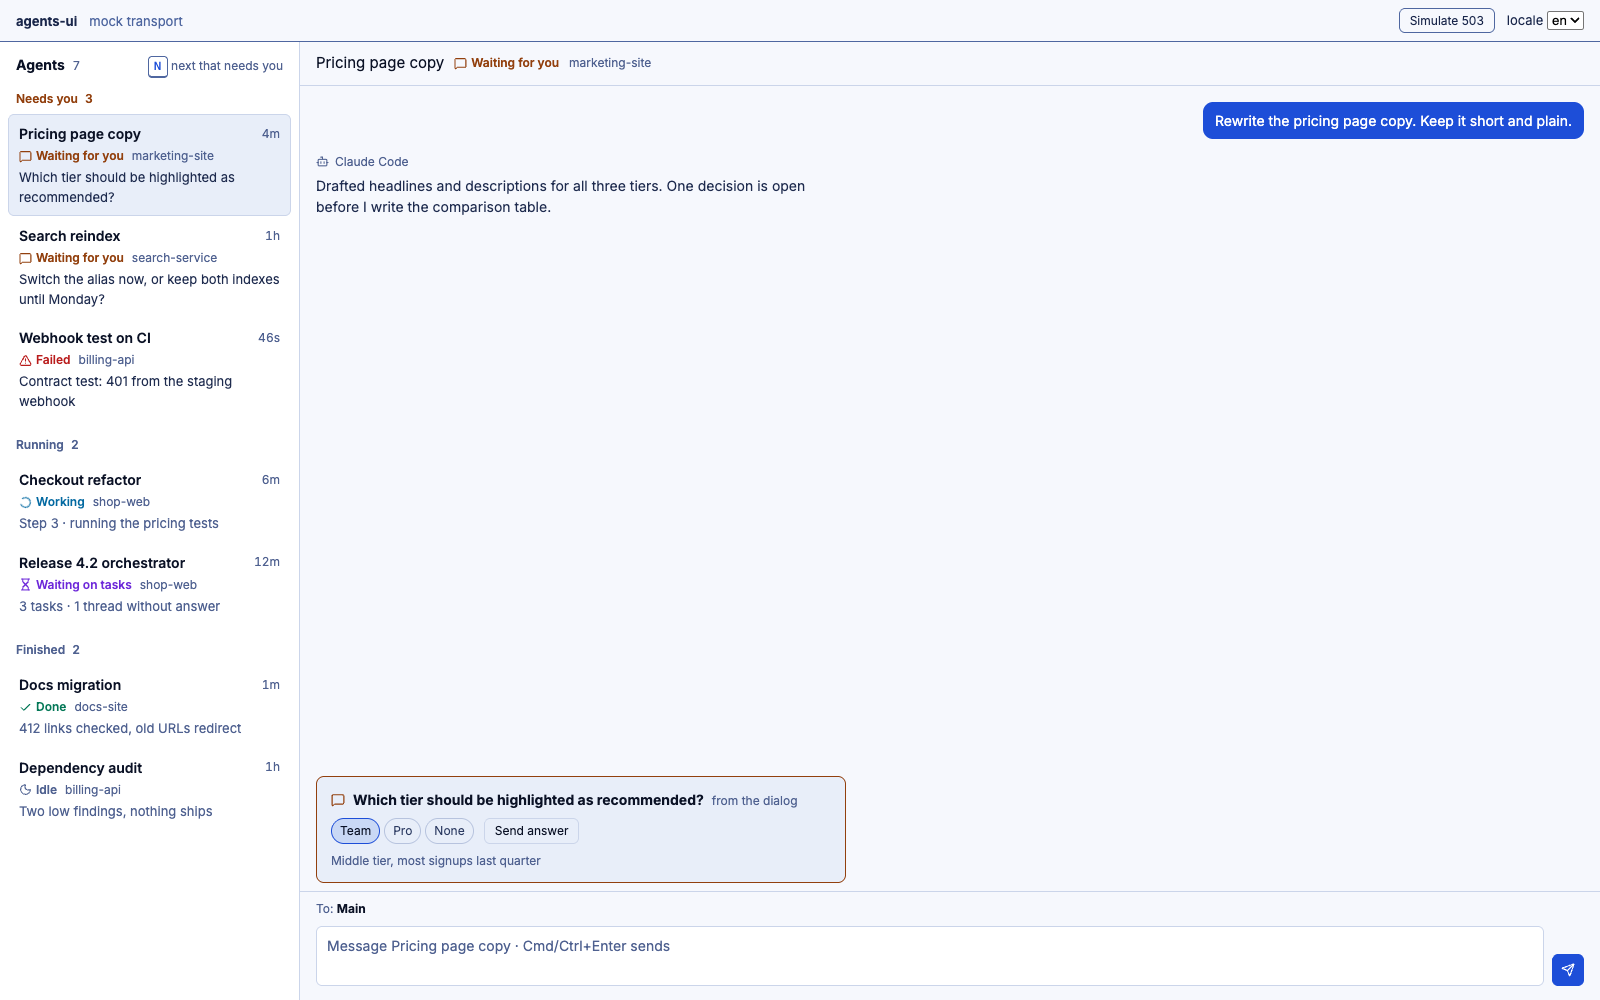 agents-ui mock transport
Simulate 503 locale en
Agents 7 N next that needs you
Needs you 3
Pricing page copy 4m
Waiting for you marketing-site
Which tier should be highlighted as
recommended?
Search reindex 1h
Waiting for you search-service
Switch the alias now, or keep both indexes
until Monday?
Webhook test on CI 46s
Failed billing-api
Contract test: 401 from the staging
webhook
Running 2
Checkout refactor 6m
Working shop-web
Step 3 · running the pricing tests
Release 4.2 orchestrator 12m
Waiting on tasks shop-web
3 tasks · 1 thread without answer
Finished 2
Docs migration 1m
Done docs-site
412 links checked, old URLs redirect
Dependency audit 1h
Idle billing-api
Two low findings, nothing ships
Pricing page copy Waiting for you marketing-site
Rewrite the pricing page copy. Keep it short and plain.
Claude Code
Drafted headlines and descriptions for all three tiers. One decision is open
before I write the comparison table.
Which tier should be highlighted as recommended? from the dialog
Team Pro None Send answer
Middle tier, most signups last quarter
To: Main
Message Pricing page copy · Cmd/Ctrl+Enter sends